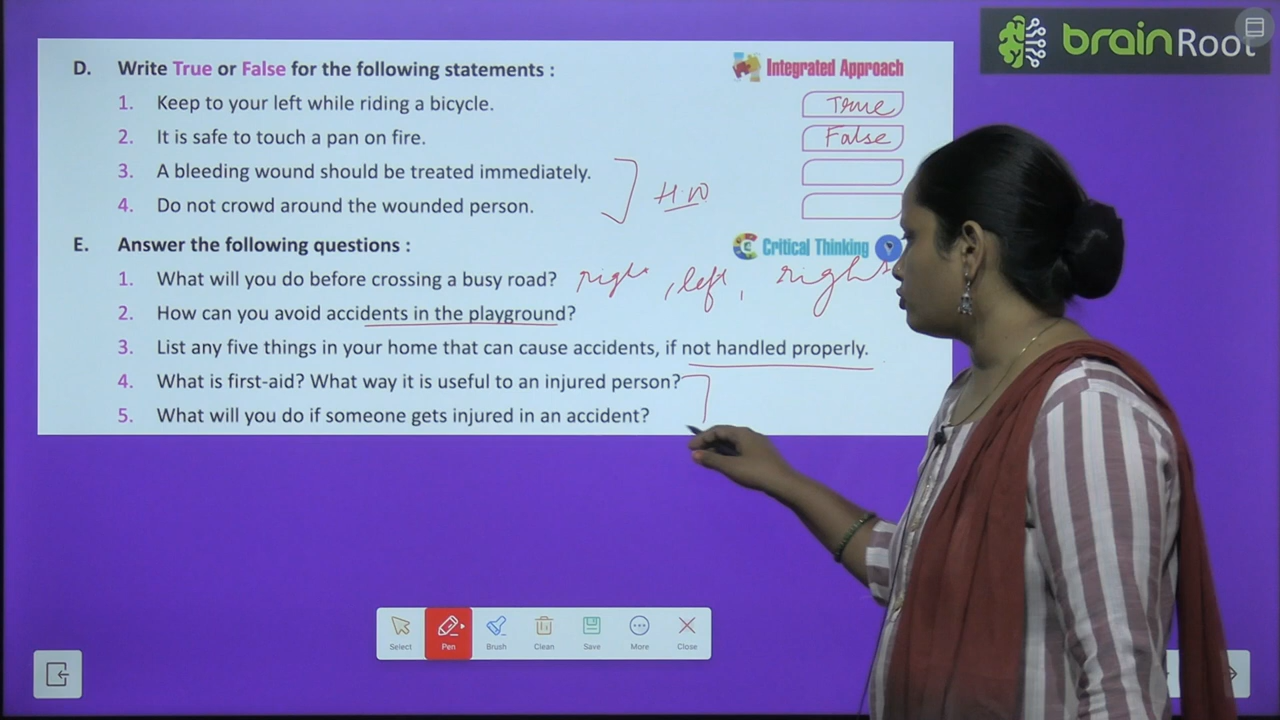 brainRoot
D. Write True or False for the following statements :
Integrated Approach
1. Keep to your left while riding a bicycle. True
2. It is safe to touch a pan on fire. False
3. A bleeding wound should be treated immediately.
H.W
4. Do not crowd around the wounded person.
E. Answer the following questions :
Critical Thinking
1. What will you do before crossing a busy road? right, left, right
2. How can you avoid accidents in the playground?
3. List any five things in your home that can cause accidents, if not handled properly.
4. What is first-aid? What way it is useful to an injured person?
5. What will you do if someone gets injured in an accident?
Select Pen Brush Clean Save More Close